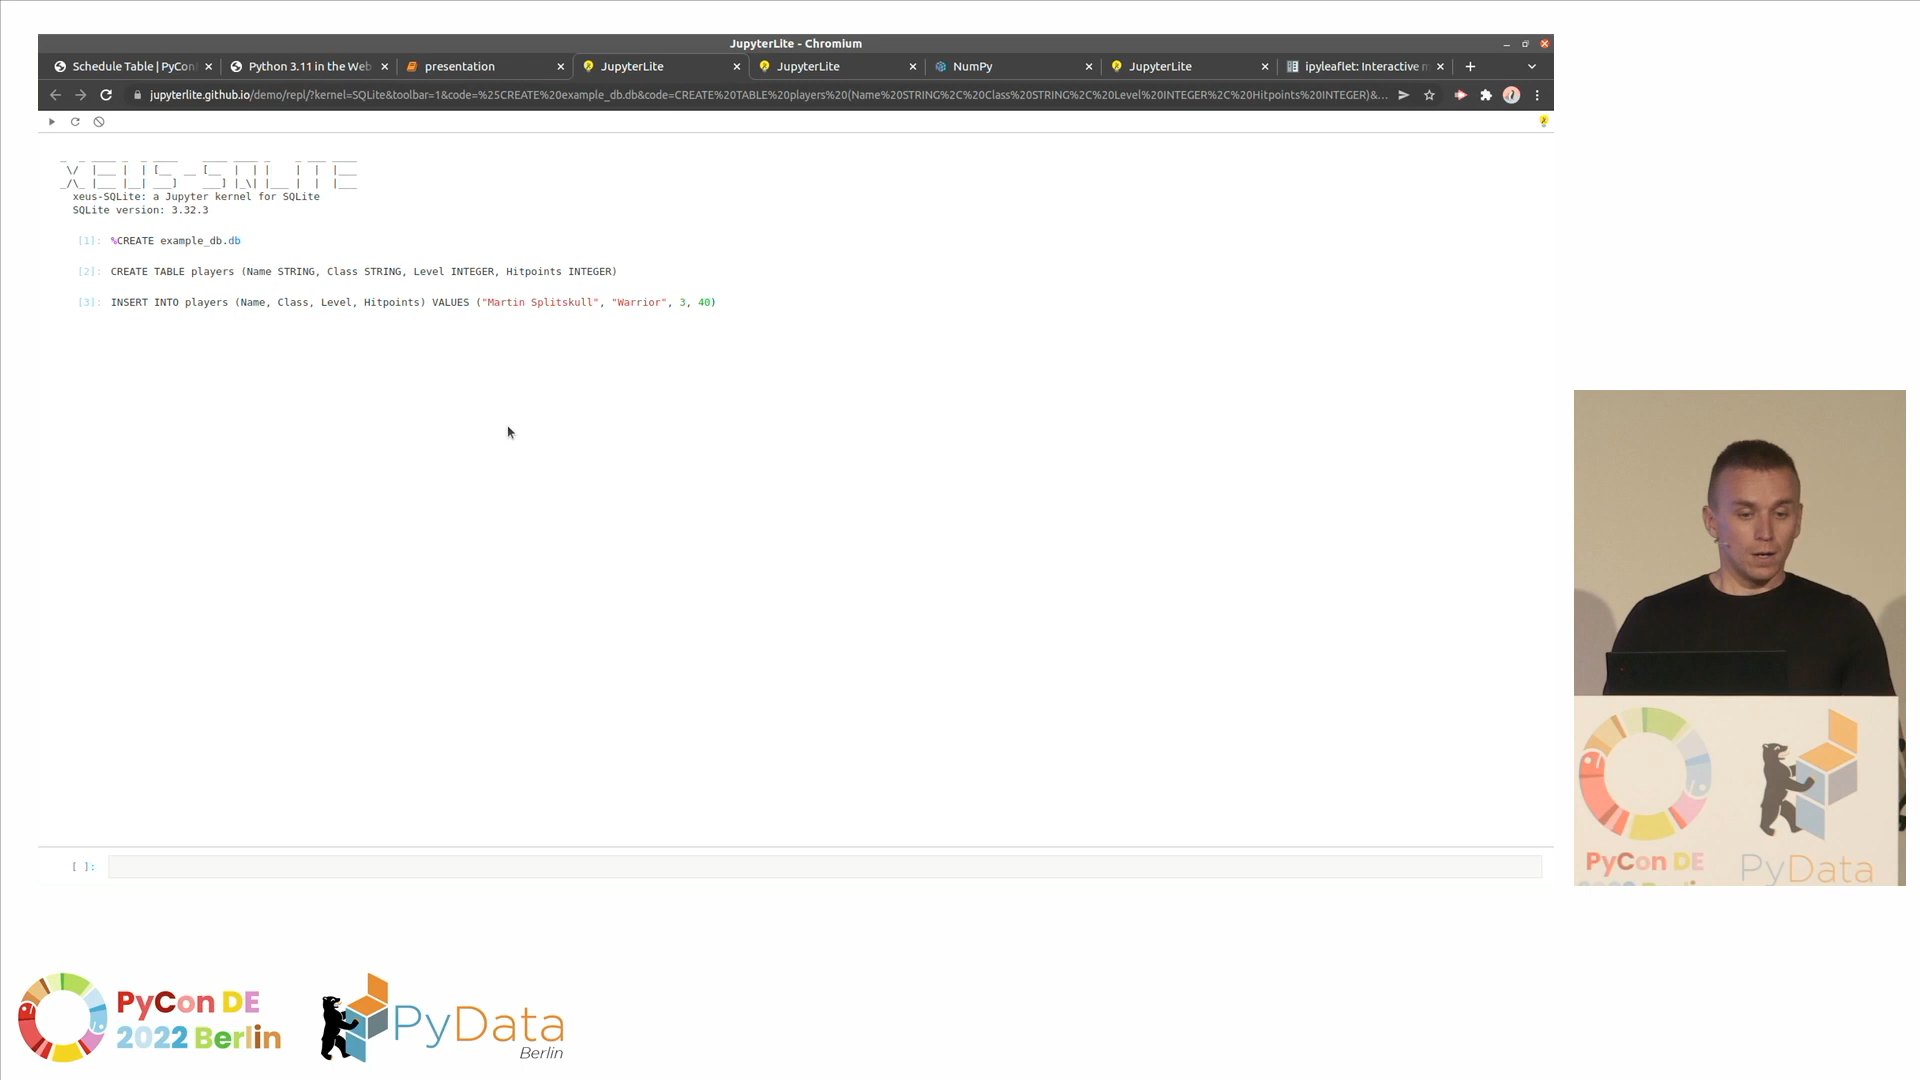 JupyterLite - Chromium
Schedule Table | PyCon
Python 3.11 in the Web
presentation
JupyterLite
JupyterLite
NumPy
JupyterLite
ipyleaflet: Interactive m
jupyterlite.github.io/demo/repl/?kernel=SQLite&toolbar=1&code=%25CREATE%20example_db.db&code=CREATE%20TABLE%20players%20(Name%20STRING%2C%20Class%20STRING%2C%20Level%20INTEGER%2C%20Hitpoints%20INTEGER)&...
XEUS-SQLITE
xeus-SQLite: a Jupyter kernel for SQLite
SQLite version: 3.32.3
[1]: %CREATE example_db.db
[2]: CREATE TABLE players (Name STRING, Class STRING, Level INTEGER, Hitpoints INTEGER)
[3]: INSERT INTO players (Name, Class, Level, Hitpoints) VALUES ("Martin Splitskull", "Warrior", 3, 40)
[ ]:
PyCon DE
2022 Berlin
PyData
PyCon DE
2022 Berlin
PyData
Berlin